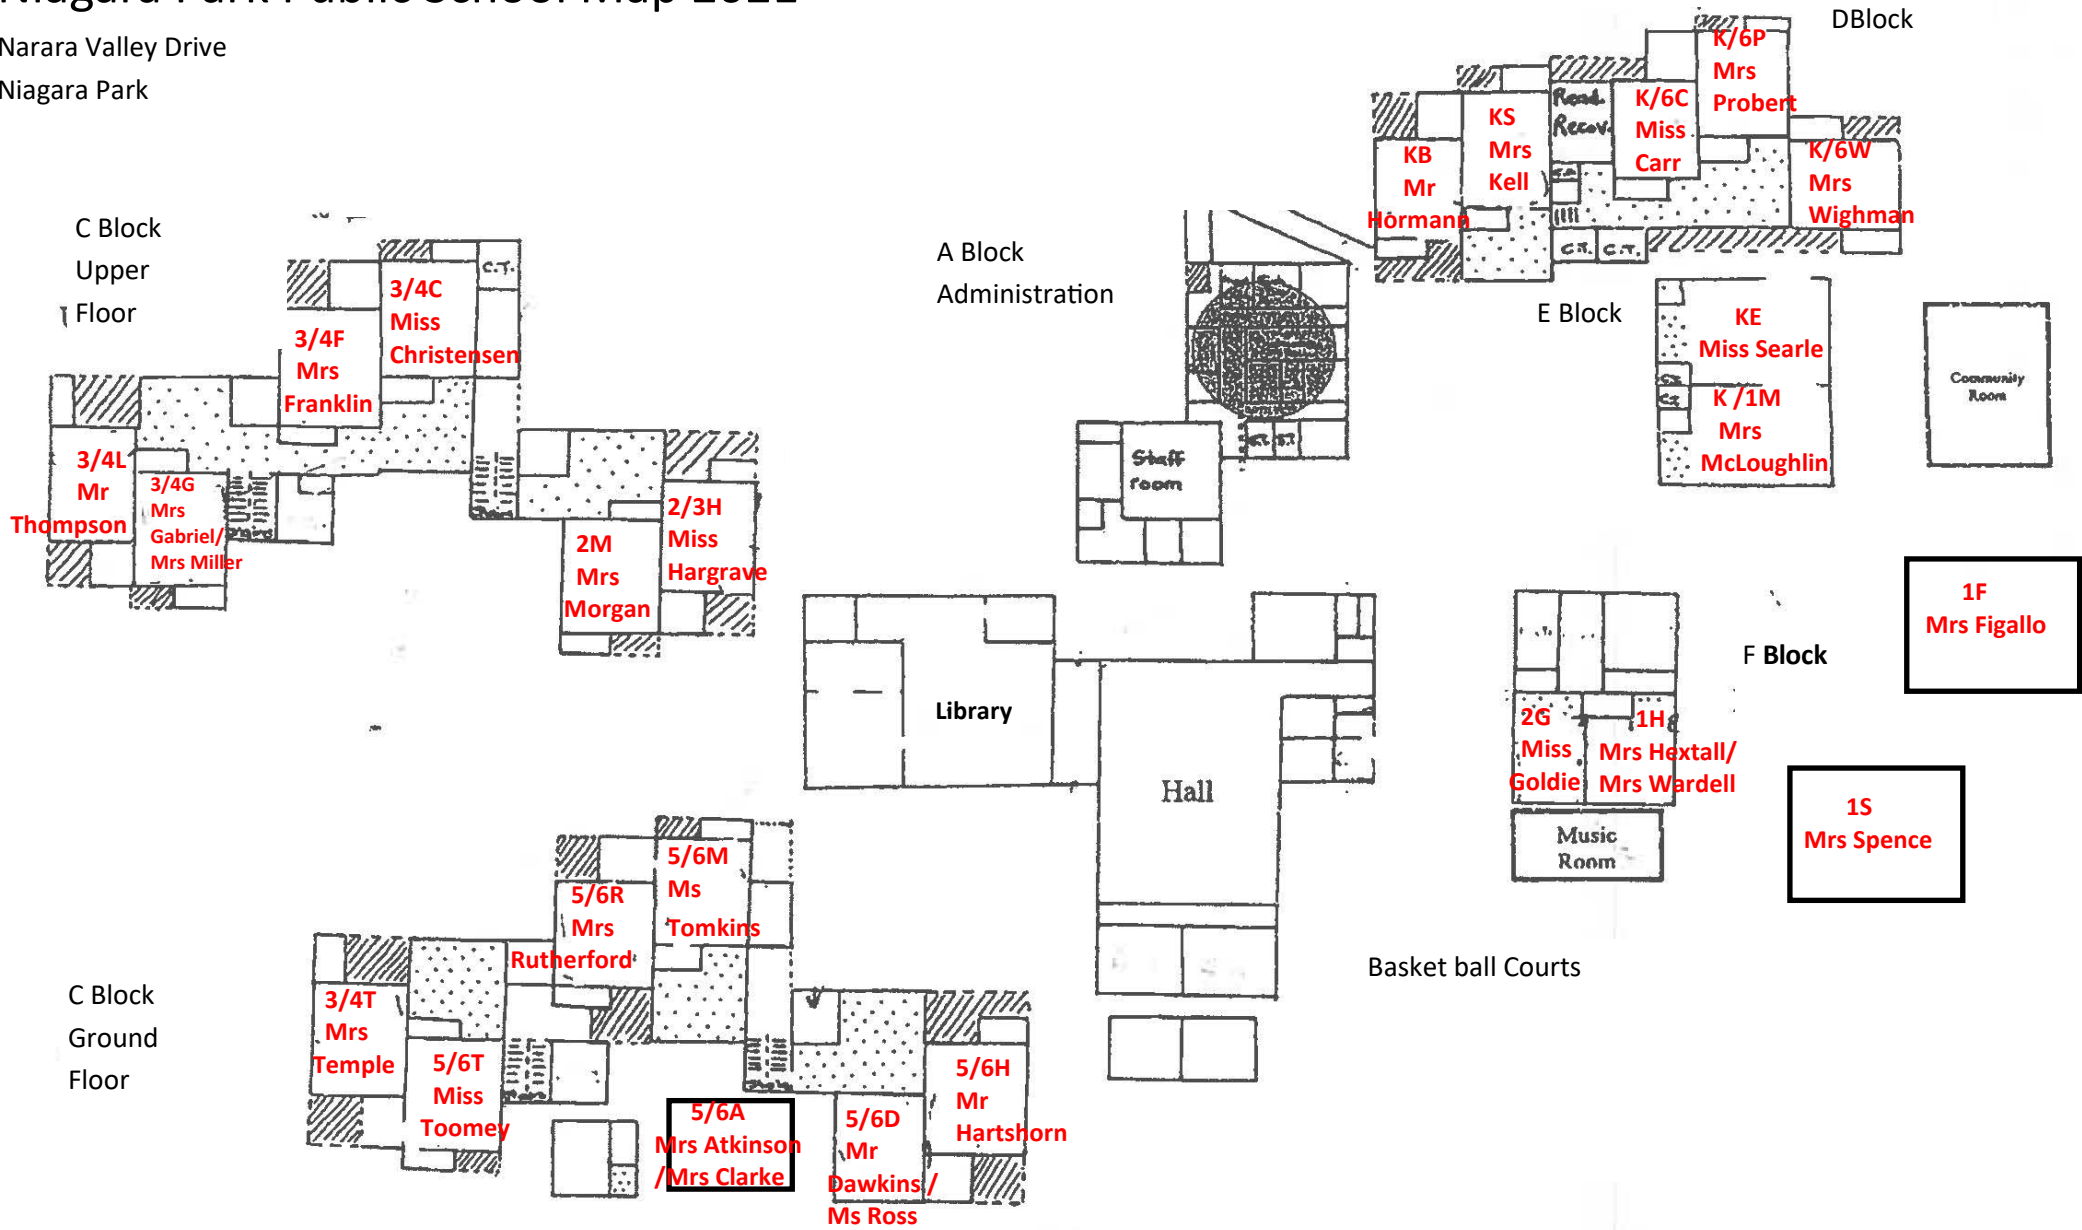 Niagara Park Public School Map 2021
Narara Valley Drive
Niagara Park
DBlock
K/6P
Mrs
Probert
K/6C
Miss
Carr
Read.
Recov.
KS
Mrs
Kell
KB
Mr
Hormann
K/6W
Mrs
Wighman
C.T.
C.T.
C Block
Upper
Floor
3/4C
Miss
Christensen
C.T.
3/4F
Mrs
Franklin
3/4L
Mr
Thompson
3/4G
Mrs
Gabriel/
Mrs Miller
2M
Mrs
Morgan
2/3H
Miss
Hargrave
A Block
Administration
Staff
room
E Block
KE
Miss Searle
K /1M
Mrs
McLoughlin
Community
Room
Library
Hall
F Block
1F
Mrs Figallo
2G
Miss
Goldie
1H
Mrs Hextall/
Mrs Wardell
Music
Room
1S
Mrs Spence
Basket ball Courts
C Block
Ground
Floor
5/6M
Ms
Tomkins
5/6R
Mrs
Rutherford
3/4T
Mrs
Temple
5/6T
Miss
Toomey
5/6A
Mrs Atkinson
/Mrs Clarke
5/6D
Mr
Dawkins /
Ms Ross
5/6H
Mr
Hartshorn